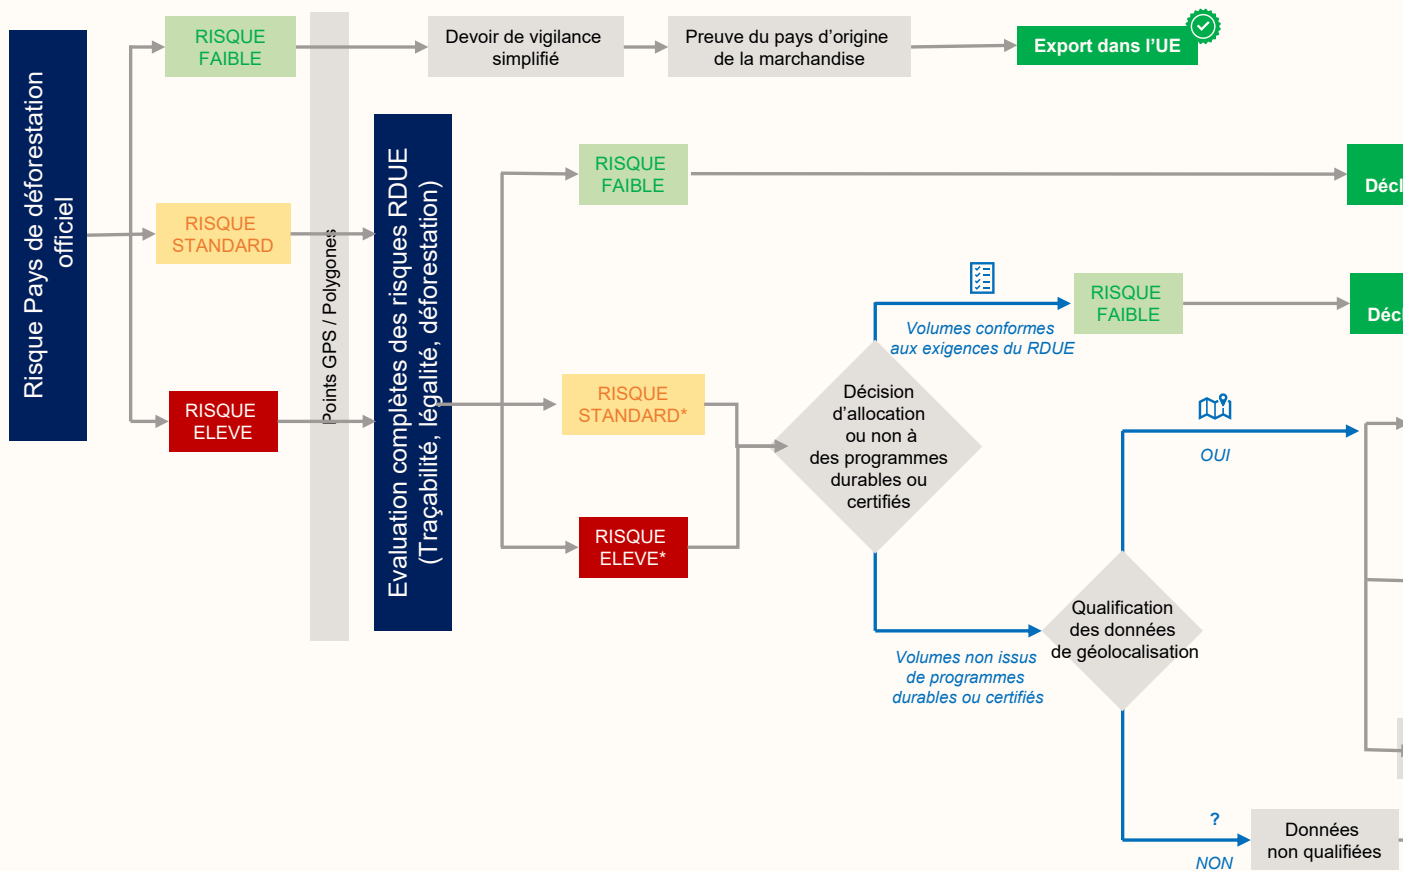 Risque Pays de déforestation
officiel
RISQUE
FAIBLE
Devoir de vigilance
simplifié
Preuve du pays d’origine
de la marchandise
Export dans l’UE
RISQUE
STANDARD
RISQUE
ELEVE
Points GPS / Polygones
Evaluation complètes des risques RDUE
(Traçabilité, légalité, déforestation)
RISQUE
FAIBLE
Décl
RISQUE
STANDARD*
RISQUE
ELEVE*
Décision
d’allocation
ou non à
des programmes
durables ou
certifiés
Volumes conformes
aux exigences du RDUE
RISQUE
FAIBLE
Décl
Volumes non issus
de programmes
durables ou certifiés
Qualification
des données
de géolocalisation
OUI
?
NON
Données
non qualifiées